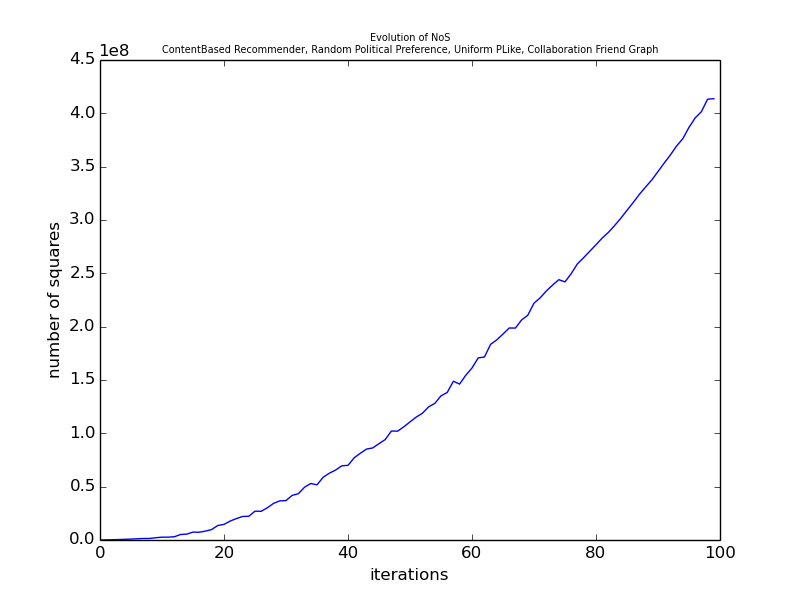 Evolution of NoS
ContentBased Recommender, Random Political Preference, Uniform PLike, Collaboration Friend Graph
1e8
4.5
4.0
3.5
3.0
2.5
2.0
1.5
1.0
0.5
0.0
number of squares
0 20 40 60 80 100
iterations